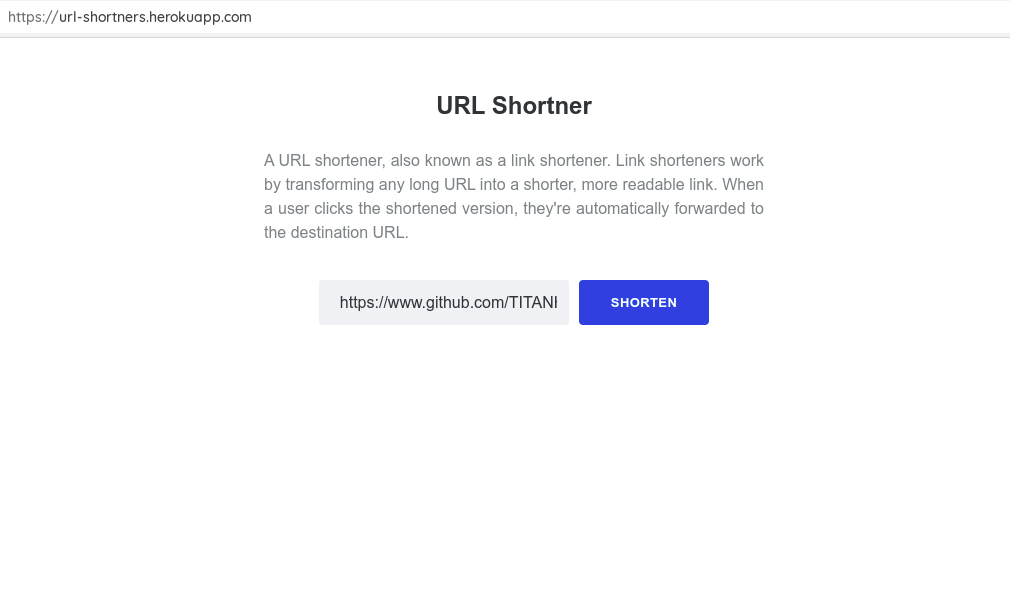 https://url-shortners.herokuapp.com
URL Shortner
A URL shortener, also known as a link shortener. Link shorteners work
by transforming any long URL into a shorter, more readable link. When
a user clicks the shortened version, they're automatically forwarded to
the destination URL.
https://www.github.com/TITAN
SHORTEN